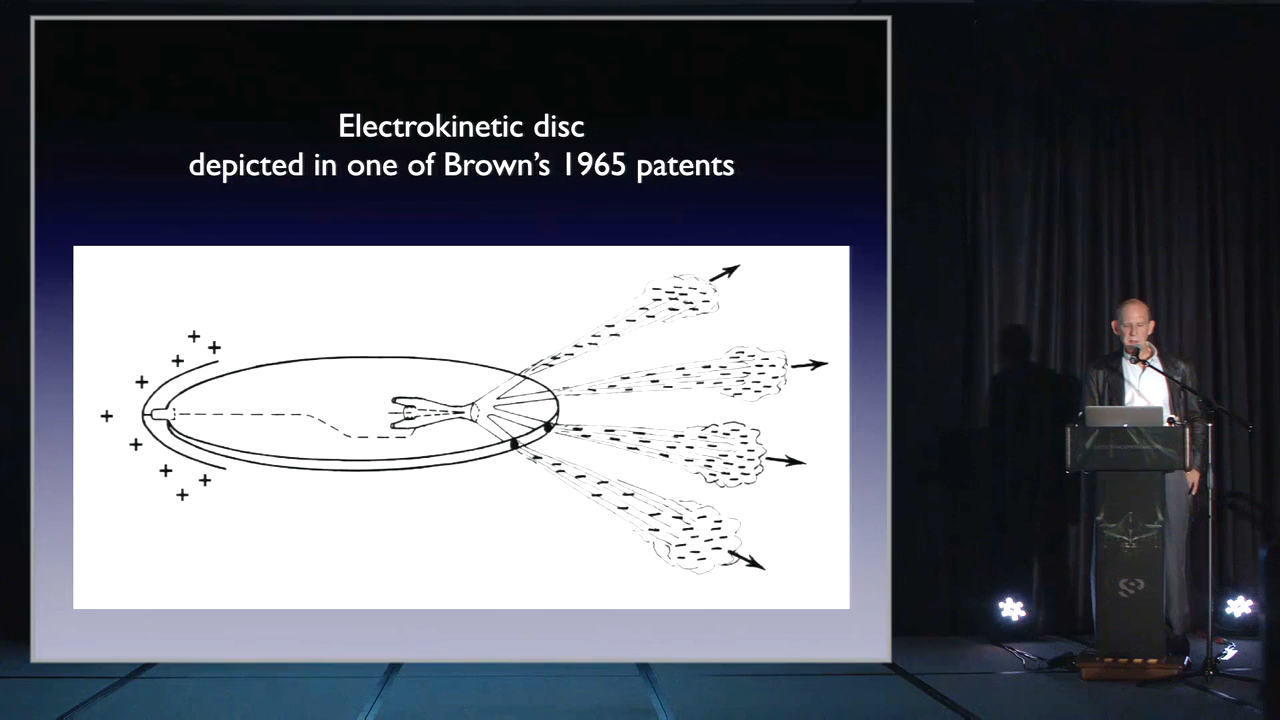 Electrokinetic disc
depicted in one of Brown’s 1965 patents